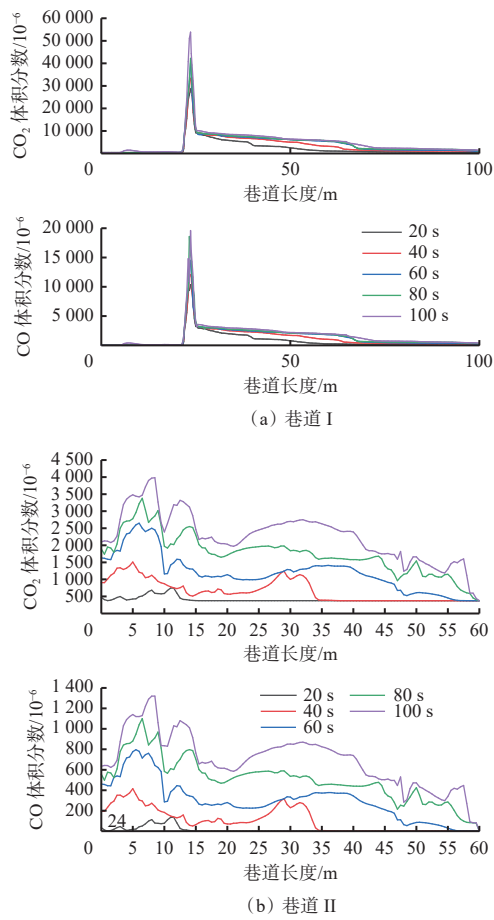 60 000
50 000
40 000
30 000
20 000
10 000
CO₂ 体积分数/10⁻⁶
0 50 100
巷道长度/m
20 000
15 000
10 000
5 000
CO 体积分数/10⁻⁶
20 s
40 s
60 s
80 s
100 s
0 50 100
巷道长度/m
（a）巷道 I
4 500
4 000
3 500
3 000
2 500
2 000
1 500
1 000
500
CO₂ 体积分数/10⁻⁶
0 5 10 15 20 25 30 35 40 45 50 55 60
巷道长度/m
1 400
1 200
1 000
800
600
400
200
CO 体积分数/10⁻⁶
20 s 80 s
40 s 100 s
60 s
24
0 5 10 15 20 25 30 35 40 45 50 55 60
巷道长度/m
（b）巷道 II